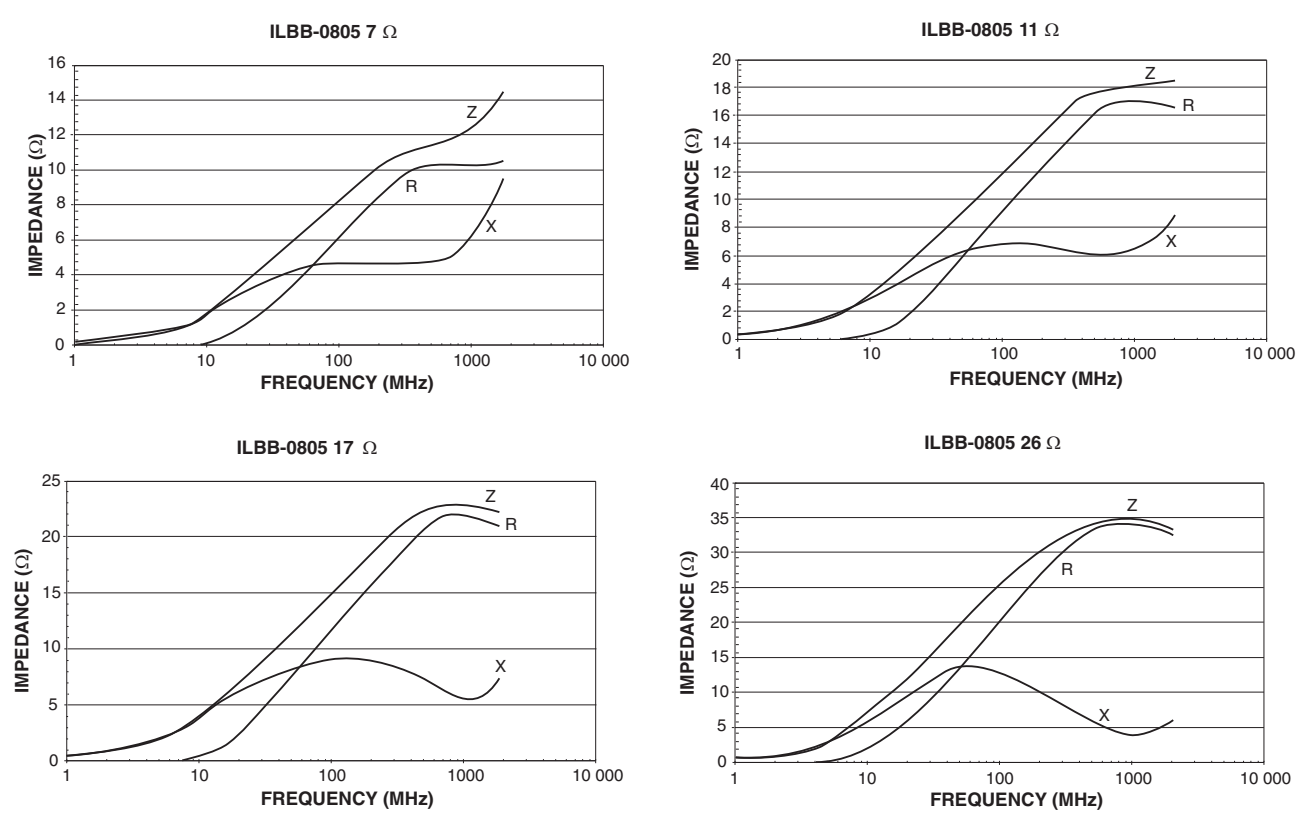 ILBB-0805 7 Ω
16
14
12
10
8
6
4
2
0
IMPEDANCE (Ω)
Z
R
X
1
10
100
1000
10 000
FREQUENCY (MHz)
ILBB-0805 11 Ω
20
18
16
14
12
10
8
6
4
2
0
IMPEDANCE (Ω)
Z
R
X
1
10
100
1000
10 000
FREQUENCY (MHz)
ILBB-0805 17 Ω
25
20
15
10
5
0
IMPEDANCE (Ω)
Z
R
X
1
10
100
1000
10 000
FREQUENCY (MHz)
ILBB-0805 26 Ω
40
35
30
25
20
15
10
5
0
IMPEDANCE (Ω)
Z
R
X
1
10
100
1000
10 000
FREQUENCY (MHz)